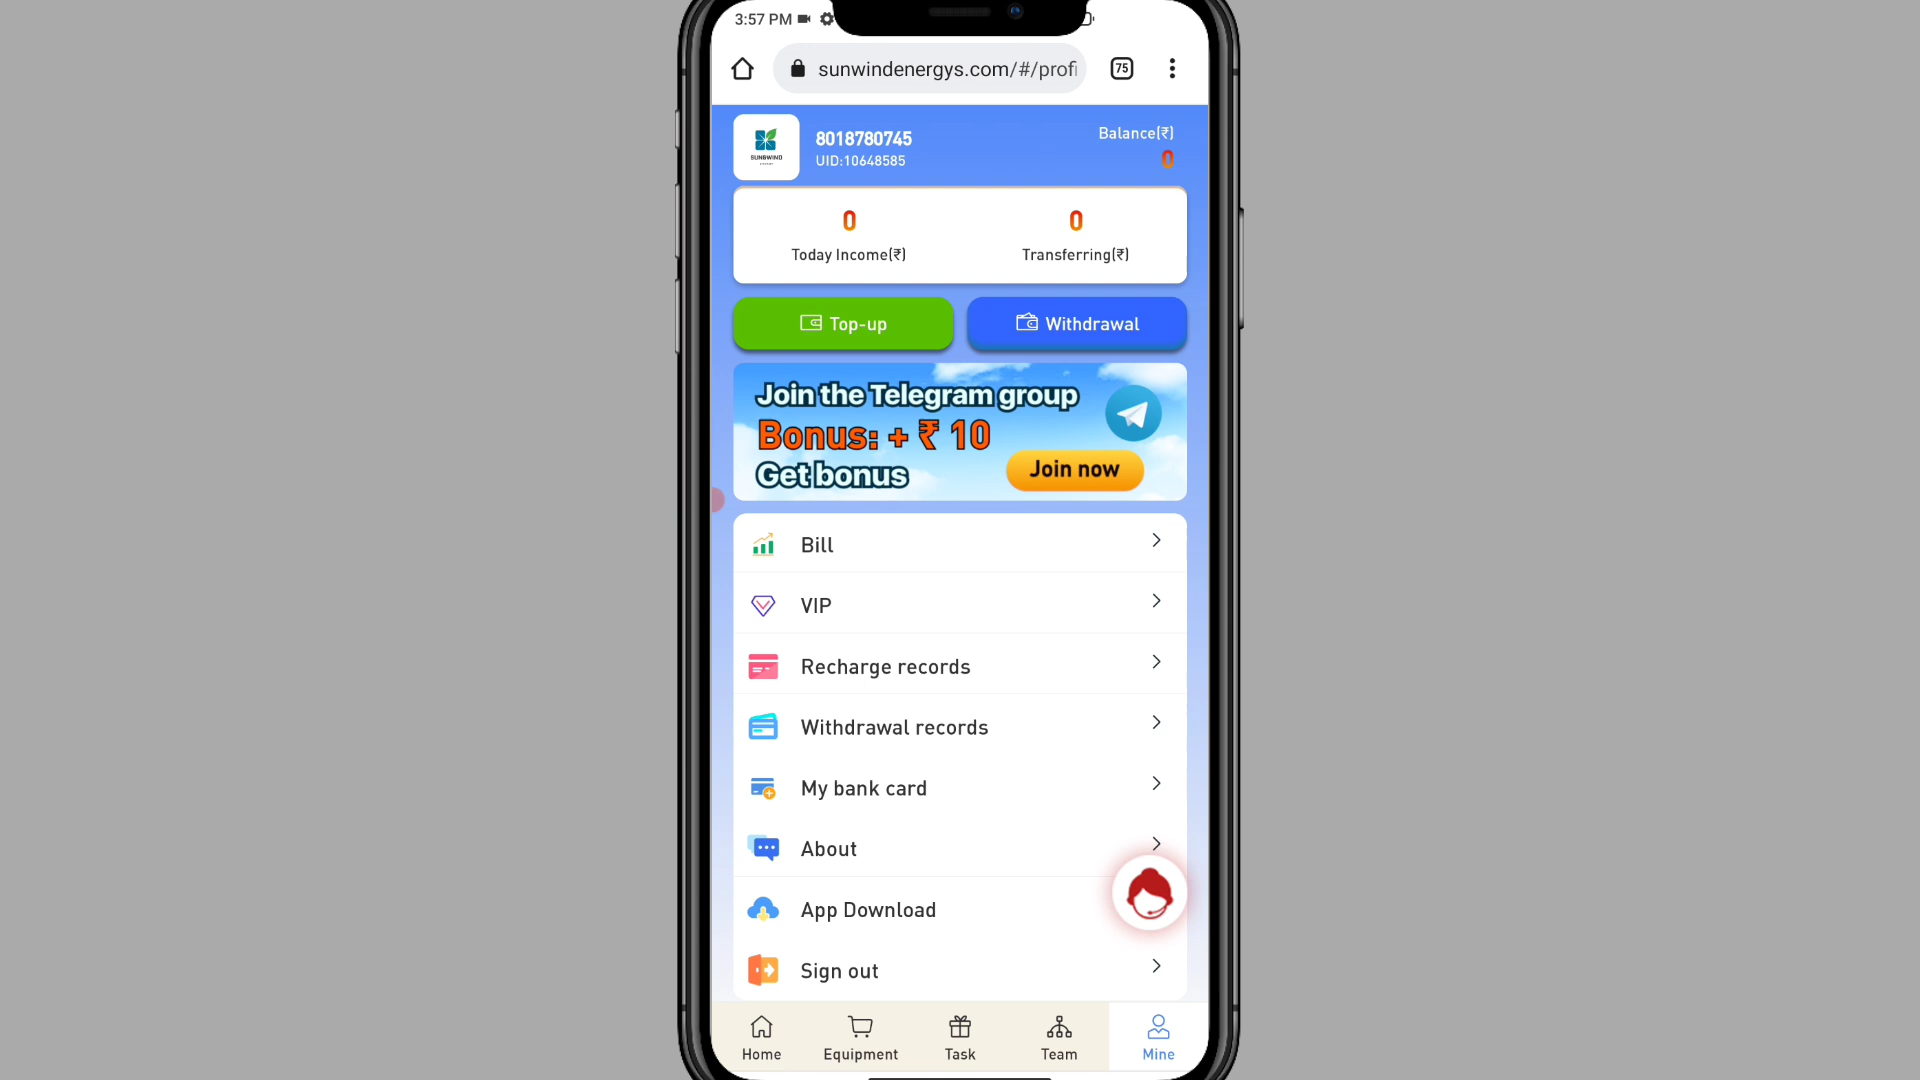 3:57 PM
sunwindenergys.com/#/profi
75
SUN&WIND
8018780745
UID:10648585
Balance(₹)
0
0
Today Income(₹)
0
Transferring(₹)
Top-up
Withdrawal
Join the Telegram group
Bonus: + ₹ 10
Get bonus
Join now
Bill
VIP
Recharge records
Withdrawal records
My bank card
About
App Download
Sign out
Home
Equipment
Task
Team
Mine